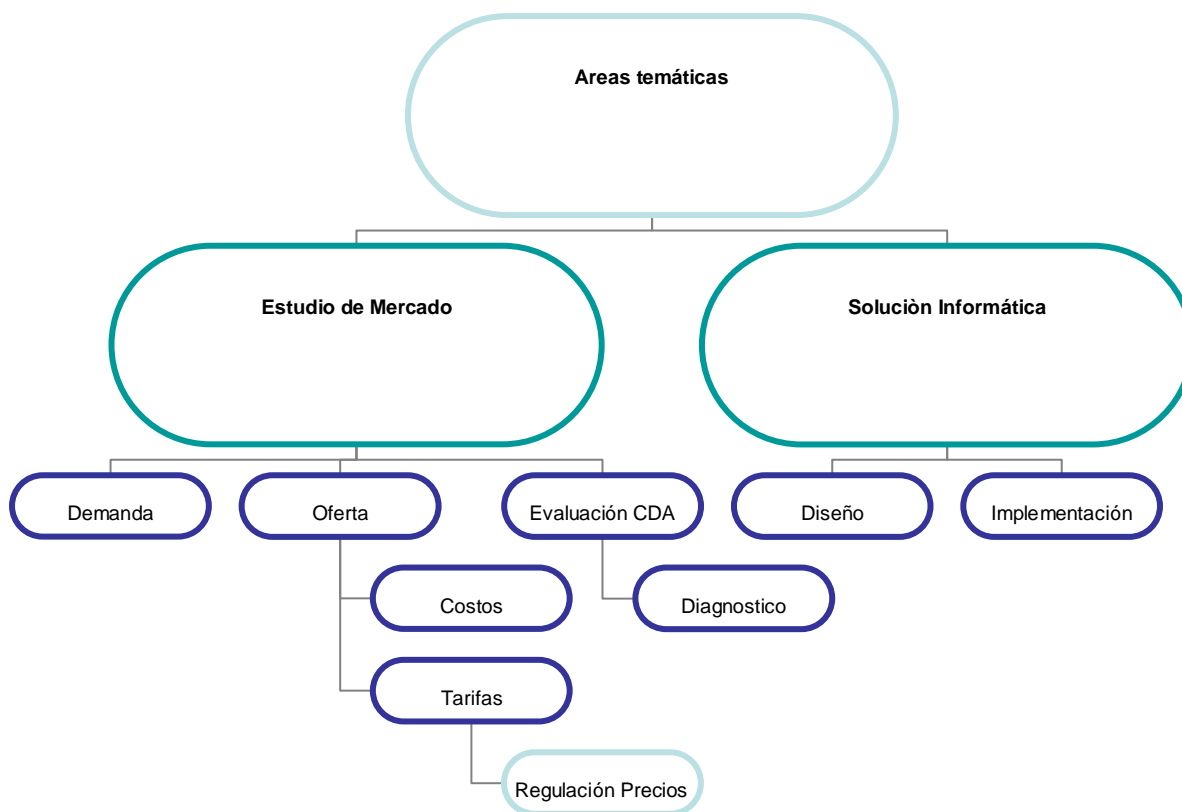 Areas temáticas
Estudio de Mercado
Soluciòn Informática
Demanda
Oferta
Evaluación CDA
Diseño
Implementación
Costos
Diagnostico
Tarifas
Regulación Precios